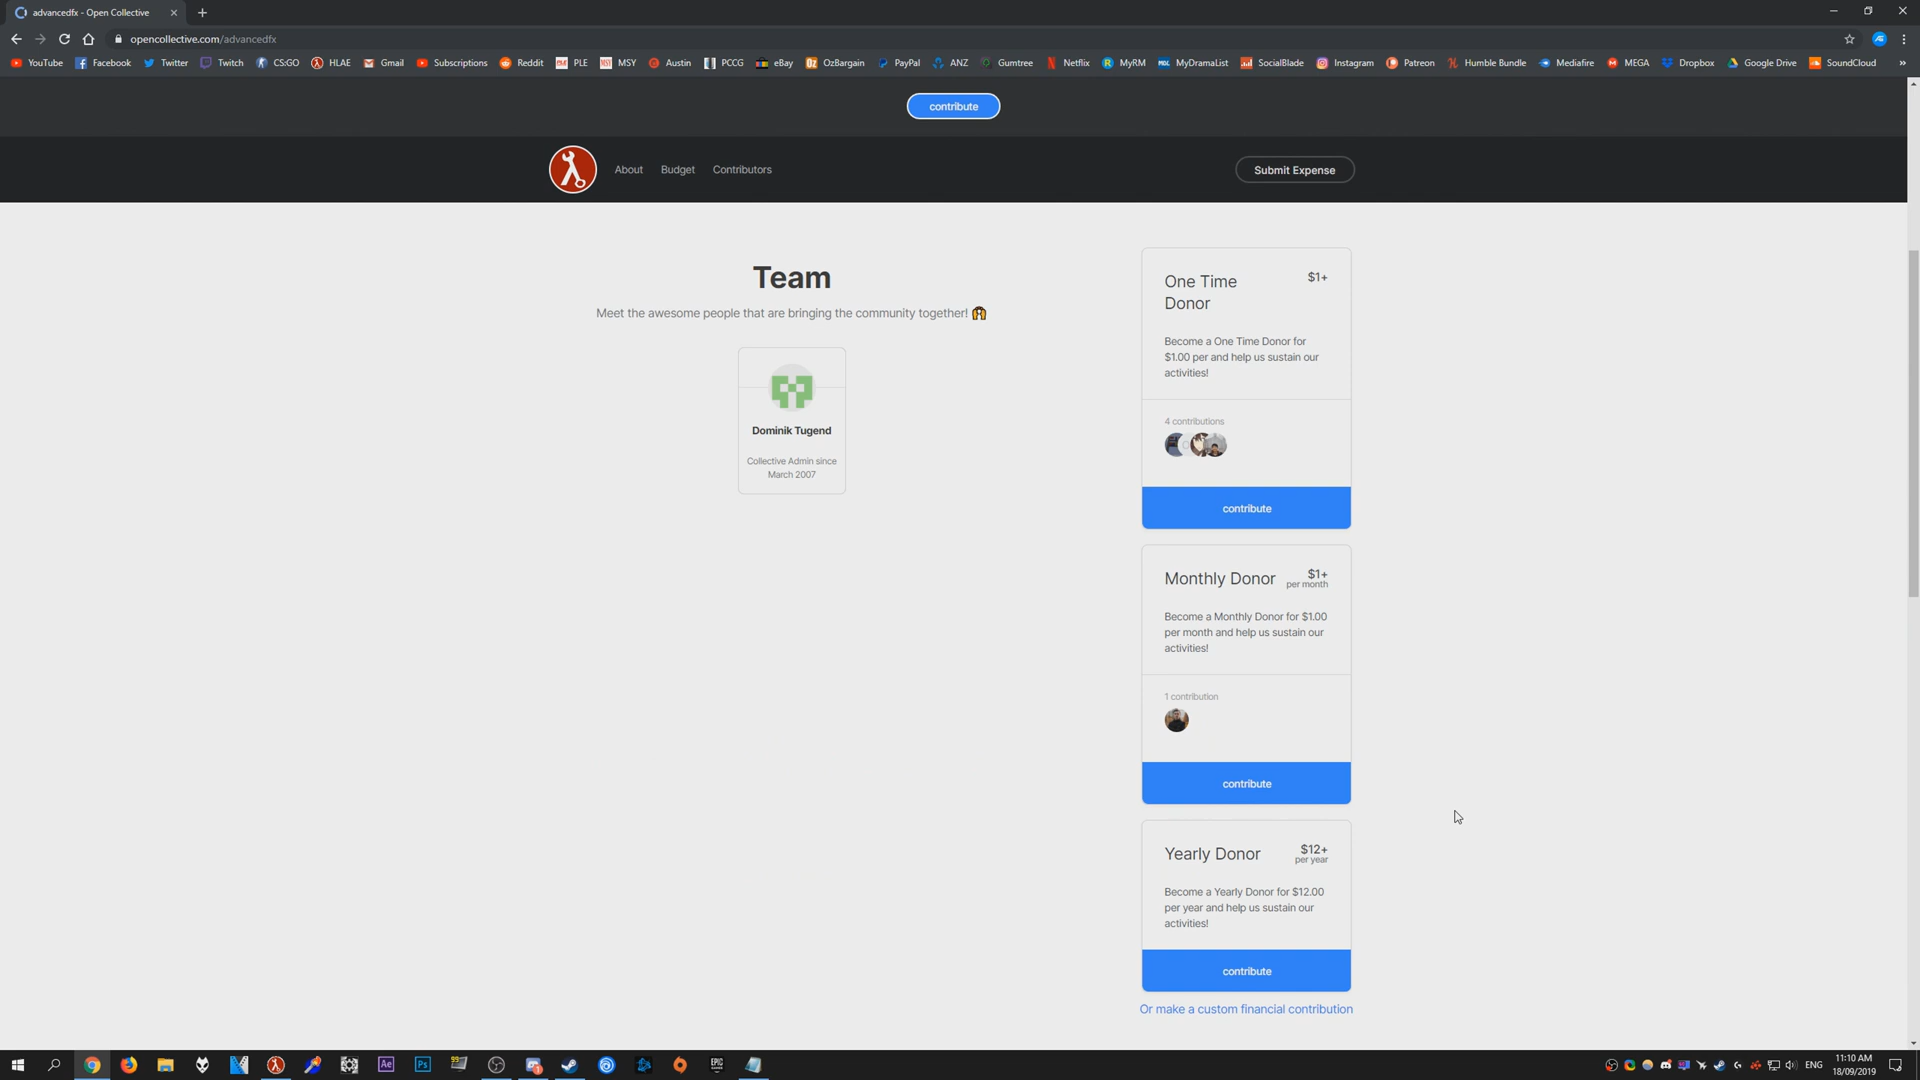 advancedfx - Open Collective
opencollective.com/advancedfx
YouTube Facebook Twitter Twitch CS:GO HLAE Gmail Subscriptions Reddit PLE MSY Austin PCCG eBay OzBargain PayPal ANZ Gumtree Netflix MyRM MyDramaList SocialBlade Instagram Patreon Humble Bundle Mediafire MEGA Dropbox Google Drive SoundCloud »
contribute
About Budget Contributors Submit Expense
Team
Meet the awesome people that are bringing the community together! 🙌
Dominik Tugend
Collective Admin since
March 2007
One Time $1+
Donor
Become a One Time Donor for
$1.00 per and help us sustain our
activities!
4 contributions
contribute
Monthly Donor $1+
per month
Become a Monthly Donor for $1.00
per month and help us sustain our
activities!
1 contribution
contribute
Yearly Donor $12+
per year
Become a Yearly Donor for $12.00
per year and help us sustain our
activities!
contribute
Or make a custom financial contribution
Ae Ps 99 EPIC ENG 11:10 AM
18/09/2019